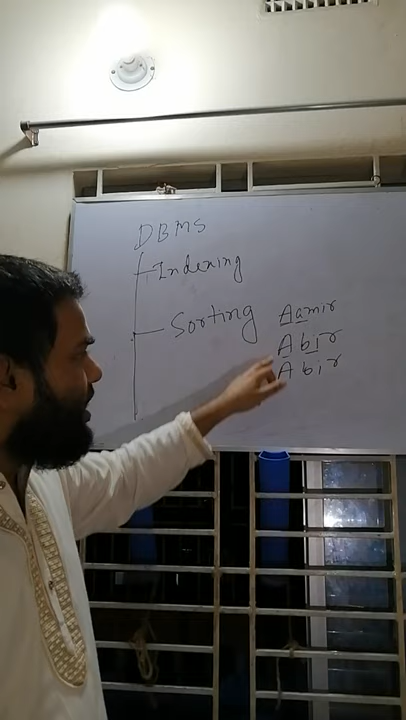 DBMS
Indexing
Sorting
Aamir
Abir
Abir